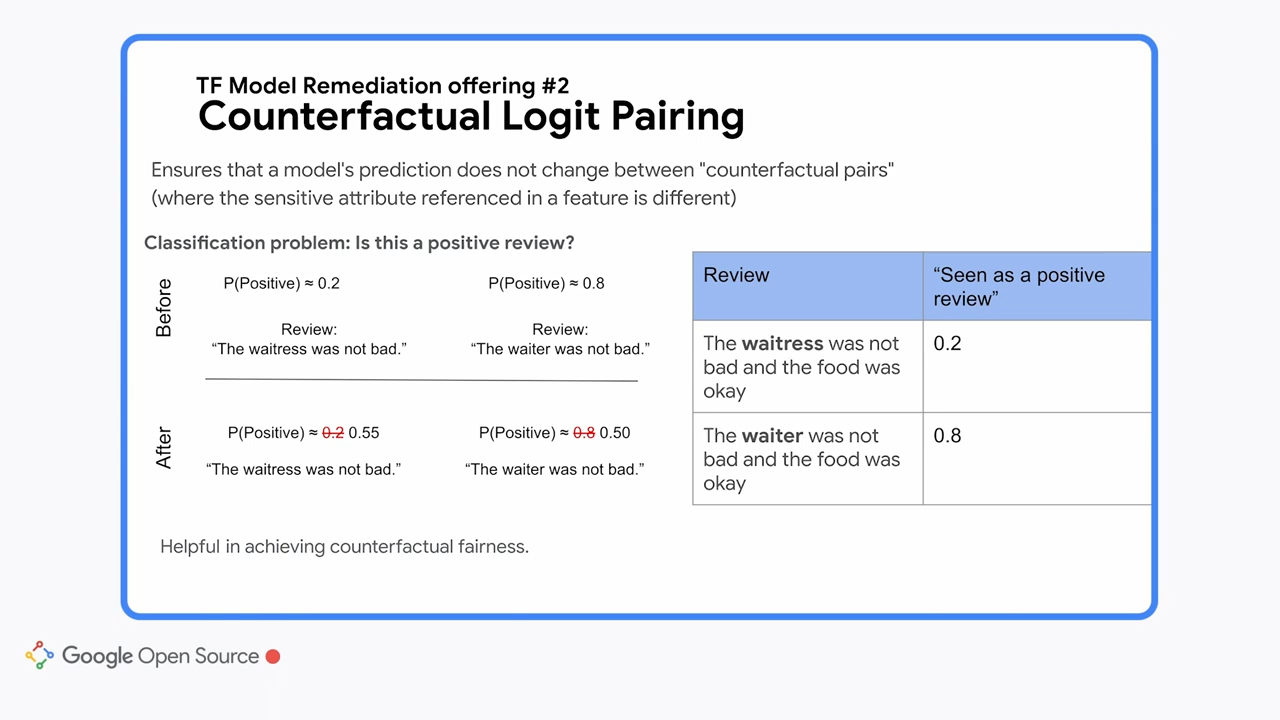 TF Model Remediation offering #2
Counterfactual Logit Pairing
Ensures that a model's prediction does not change between "counterfactual pairs"
(where the sensitive attribute referenced in a feature is different)
Classification problem: Is this a positive review?
Before
P(Positive) ≈ 0.2
P(Positive) ≈ 0.8
Review:
“The waitress was not bad.”
Review:
“The waiter was not bad.”
After
P(Positive) ≈ 0.2 0.55
P(Positive) ≈ 0.8 0.50
“The waitress was not bad.”
“The waiter was not bad.”
Helpful in achieving counterfactual fairness.
Review
“Seen as a positive
review”
The waitress was not
bad and the food was
okay
0.2
The waiter was not
bad and the food was
okay
0.8
Google Open Source